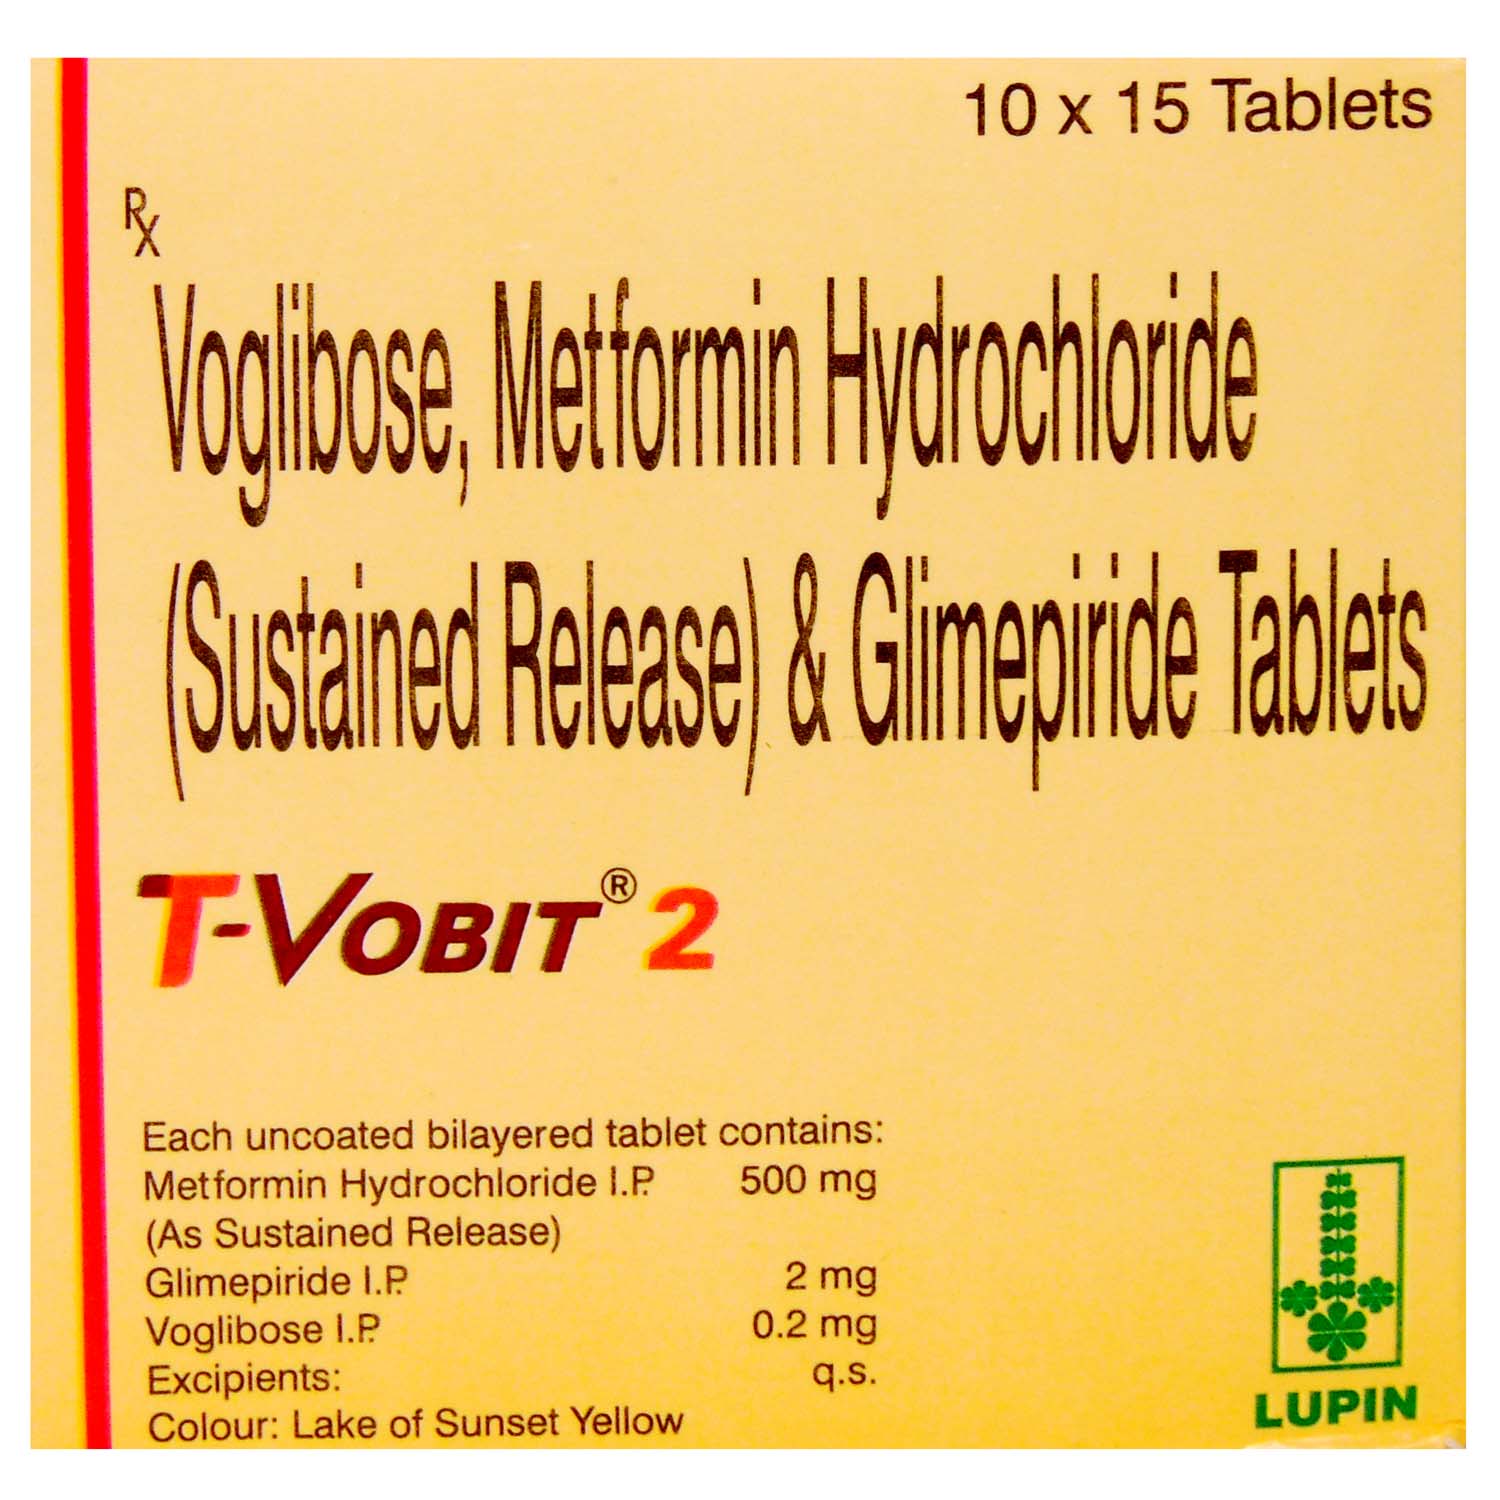 10 x 15 Tablets
Rx
Voglibose, Metformin Hydrochloride
(Sustained Release) & Glimepiride Tablets
T-VOBIT® 2
Each uncoated bilayered tablet contains:
Metformin Hydrochloride I.P. 500 mg
(As Sustained Release)
Glimepiride I.P. 2 mg
Voglibose I.P. 0.2 mg
Excipients: q.s.
Colour: Lake of Sunset Yellow
LUPIN